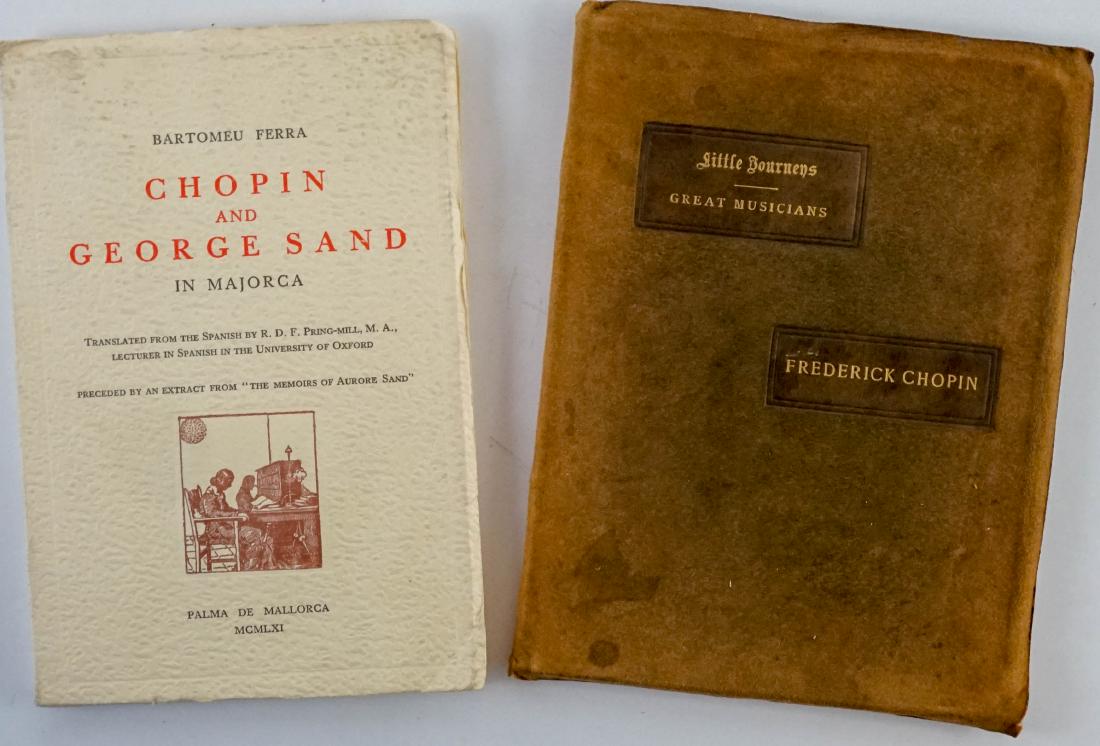 BARTOMEU FERRA
CHOPIN
AND
GEORGE SAND
IN MAJORCA
TRANSLATED FROM THE SPANISH BY R. D. F. PRING-MILL, M. A.,
LECTURER IN SPANISH IN THE UNIVERSITY OF OXFORD
PRECEDED BY AN EXTRACT FROM "THE MEMOIRS OF AURORE SAND"
PALMA DE MALLORCA
MCMLXI
Little Journeys
GREAT MUSICIANS
FREDERICK CHOPIN